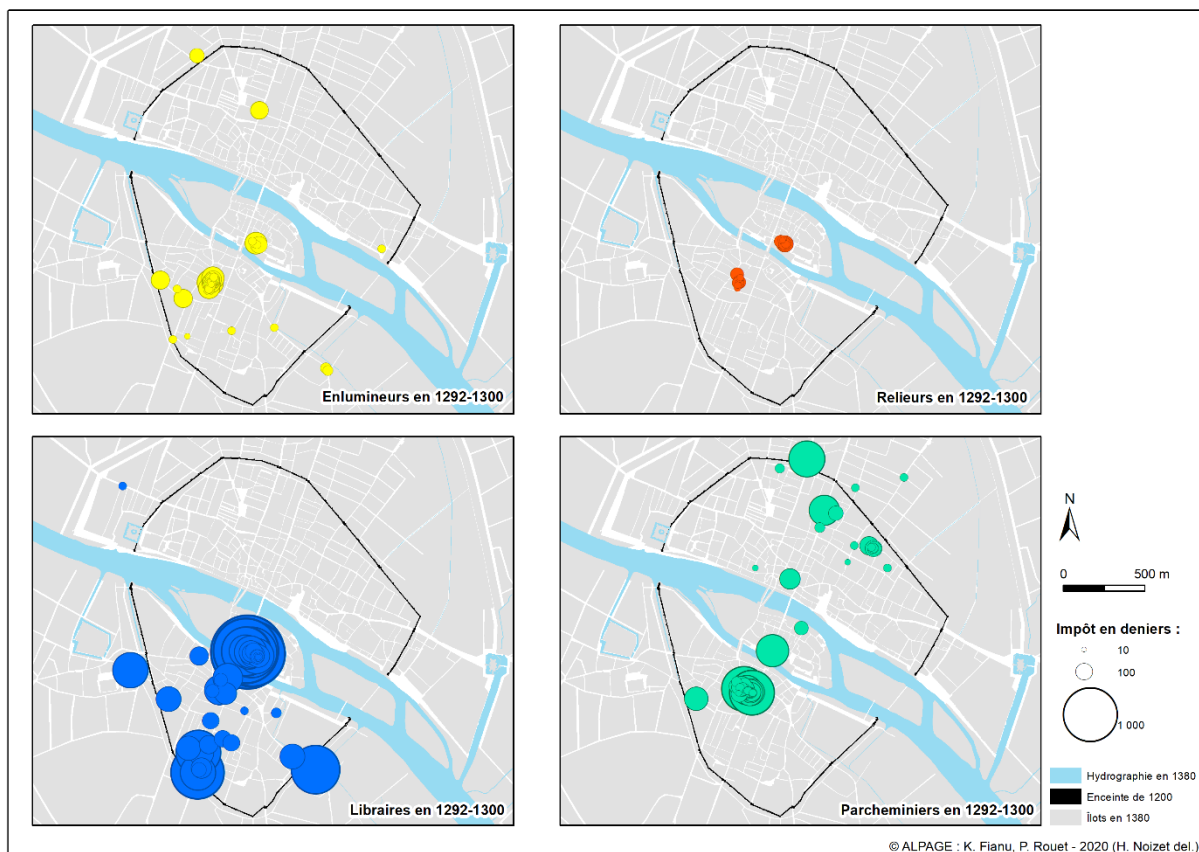 Enlumineurs en 1292-1300
Relieurs en 1292-1300
Libraires en 1292-1300
Parcheminiers en 1292-1300
N
0 500 m
Impôt en deniers :
10
100
1 000
Hydrographie en 1380
Enceinte de 1200
Îlots en 1380
© ALPAGE : K. Fianu, P. Rouet - 2020 (H. Noizet del.)